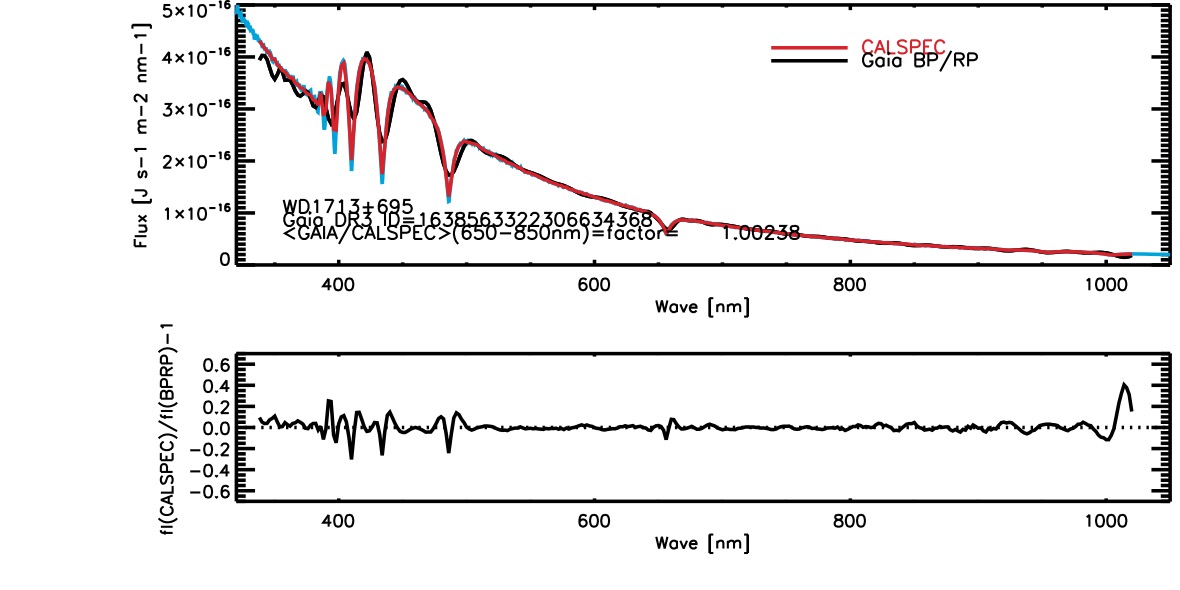 5×10−16
4×10−16
3×10−16
2×10−16
1×10−16
0
Flux [J s−1 m−2 nm−1]
CALSPEC
Gaia BP/RP
WD1713+695
Gaia DR3 ID=1638563322306634368
<GAIA/CALSPEC>(650−850nm)=factor= 1.00238
400 600 800 1000
Wave [nm]
0.6
0.4
0.2
0.0
−0.2
−0.4
−0.6
fl(CALSPEC)/fl(BPRP)−1
400 600 800 1000
Wave [nm]